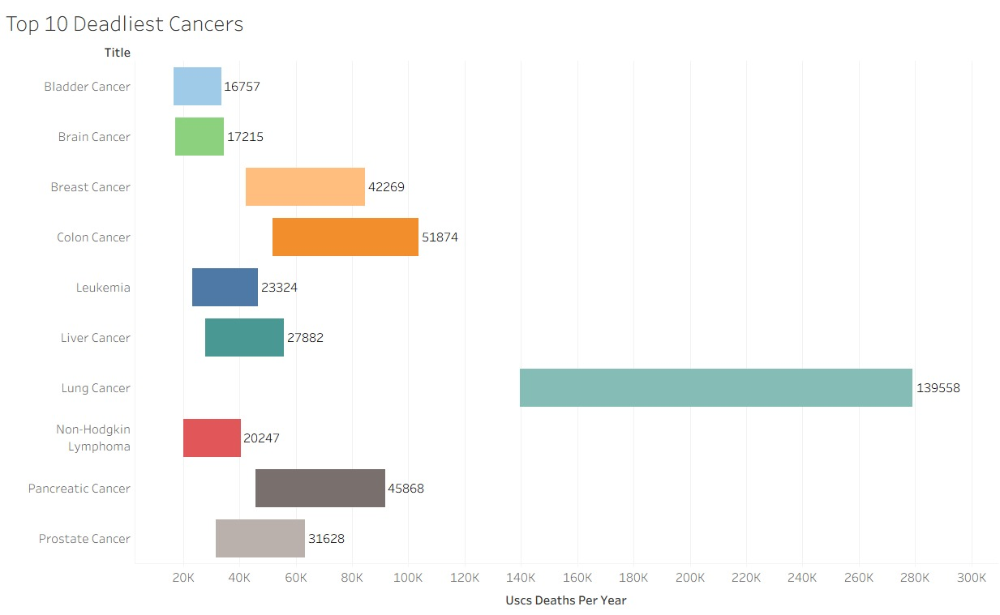 Top 10 Deadliest Cancers
Title
Bladder Cancer 16757
Brain Cancer 17215
Breast Cancer 42269
Colon Cancer 51874
Leukemia 23324
Liver Cancer 27882
Lung Cancer 139558
Non-Hodgkin
Lymphoma 20247
Pancreatic Cancer 45868
Prostate Cancer 31628
20K 40K 60K 80K 100K 120K 140K 160K 180K 200K 220K 240K 260K 280K 300K
Uscs Deaths Per Year